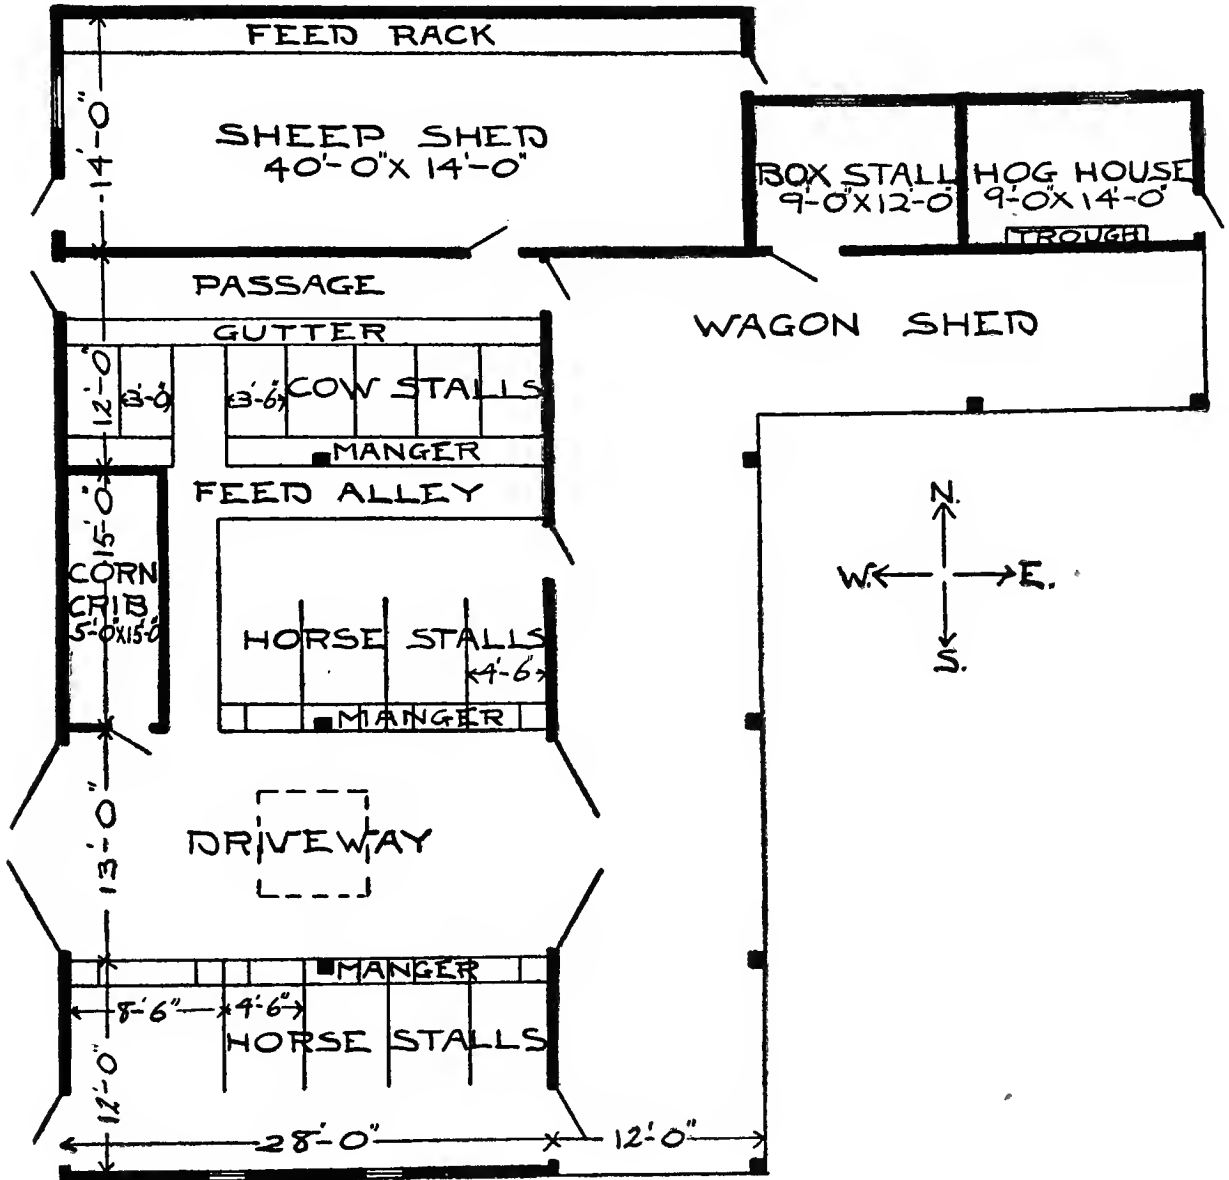 FEED RACK
14'-0"
SHEEP SHED
40'-0" X 14'-0"
BOX STALL
9'-0" X 12'-0"
HOG HOUSE
9'-0" X 14'-0"
TROUGH
PASSAGE
GUTTER
WAGON SHED
12'-0"
3'-0"
3'-6"
COW STALLS
MANGER
FEED ALLEY
15'-0"
CORN
CRIB
5'-0" X 15'-0"
N.
W.
E.
S.
HORSE STALLS
4'-6"
MANGER
13'-0"
DRIVEWAY
MANGER
8'-6"
4'-6"
HORSE STALLS
12'-0"
28'-0"
12'-0"